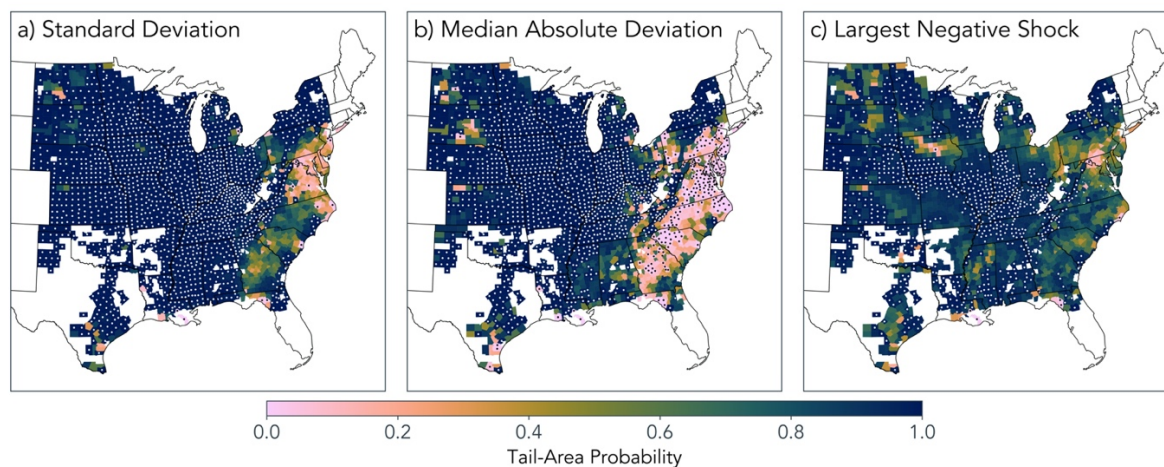 a) Standard Deviation
b) Median Absolute Deviation
c) Largest Negative Shock
0.0 0.2 0.4 0.6 0.8 1.0
Tail-Area Probability